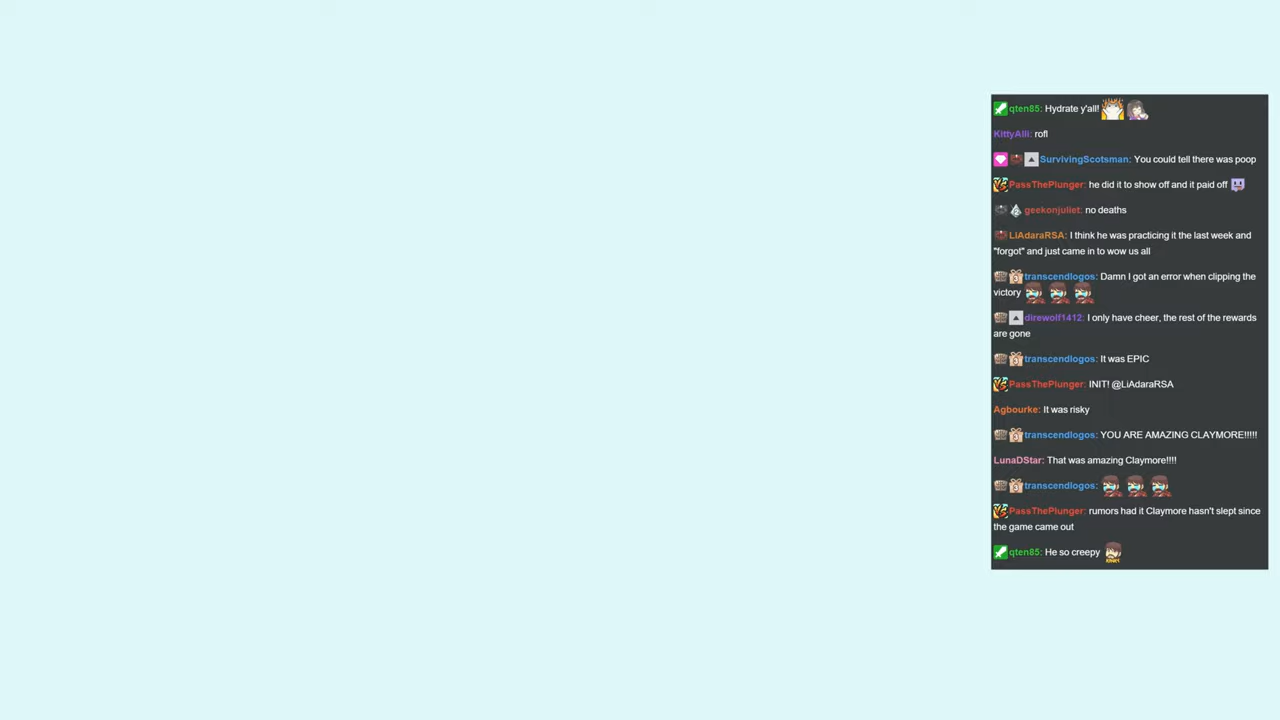 qten85: Hydrate y'all!
KittyAlli: rofl
SurvivingScotsman: You could tell there was poop
PassThePlunger: he did it to show off and it paid off
geekonjuliet: no deaths
LiAdaraRSA: I think he was practicing it the last week and
"forgot" and just came in to wow us all
transcendlogos: Damn I got an error when clipping the
victory
direwolf1412: I only have cheer, the rest of the rewards
are gone
transcendlogos: It was EPIC
PassThePlunger: INIT! @LiAdaraRSA
Agbourke: It was risky
transcendlogos: YOU ARE AMAZING CLAYMORE!!!!!
LunaDStar: That was amazing Claymore!!!!
transcendlogos:
PassThePlunger: rumors had it Claymore hasn't slept since
the game came out
qten85: He so creepy